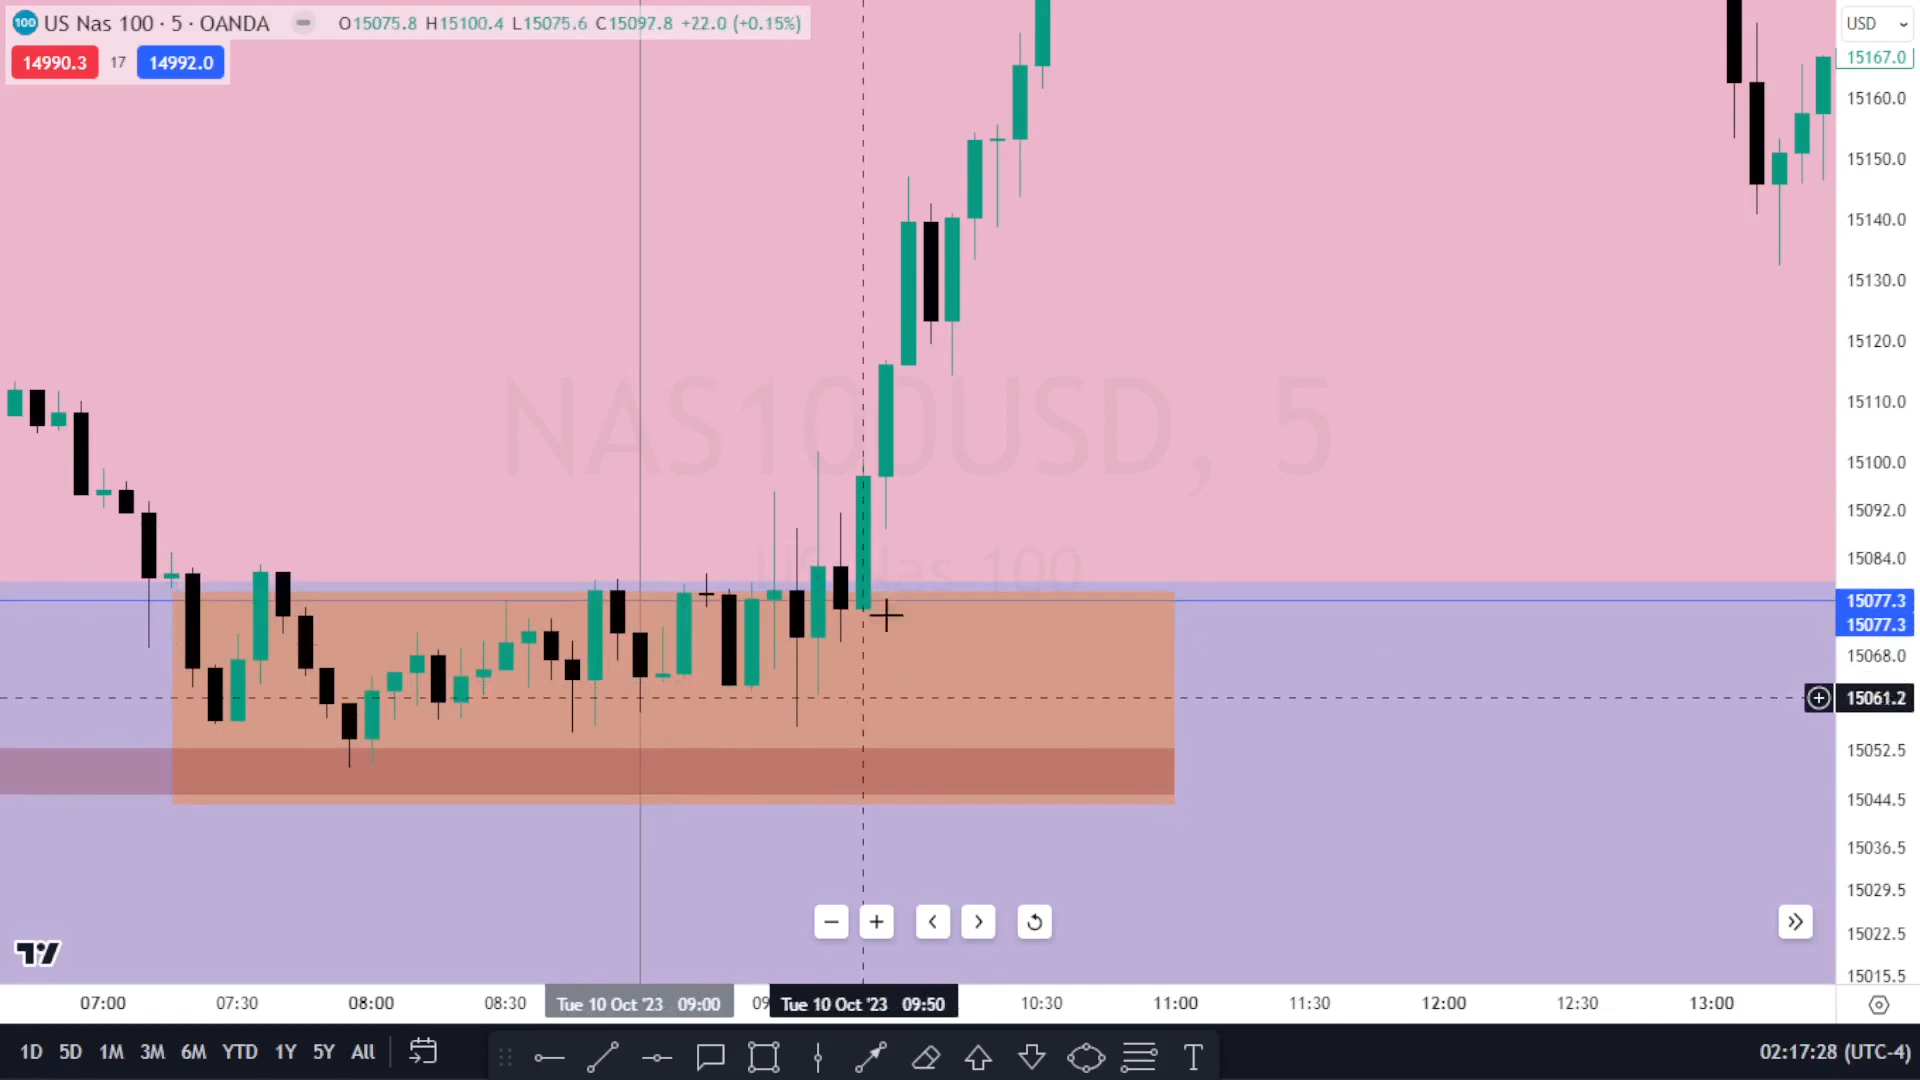 100 US Nas 100 · 5 · OANDA O15075.8 H15100.4 L15075.6 C15097.8 +22.0 (+0.15%)
14990.3 17 14992.0
USD
15167.0
15160.0
15150.0
15140.0
15130.0
15120.0
15110.0
15100.0
15092.0
15084.0
15077.3
15077.3
15068.0
15061.2
15052.5
15044.5
15036.5
15029.5
15022.5
15015.5
NAS100USD, 5
US Nas 100
07:00 07:30 08:00 08:30 Tue 10 Oct '23 09:00 09 Tue 10 Oct '23 09:50 10:30 11:00 11:30 12:00 12:30 13:00
1D 5D 1M 3M 6M YTD 1Y 5Y All T 02:17:28 (UTC-4)